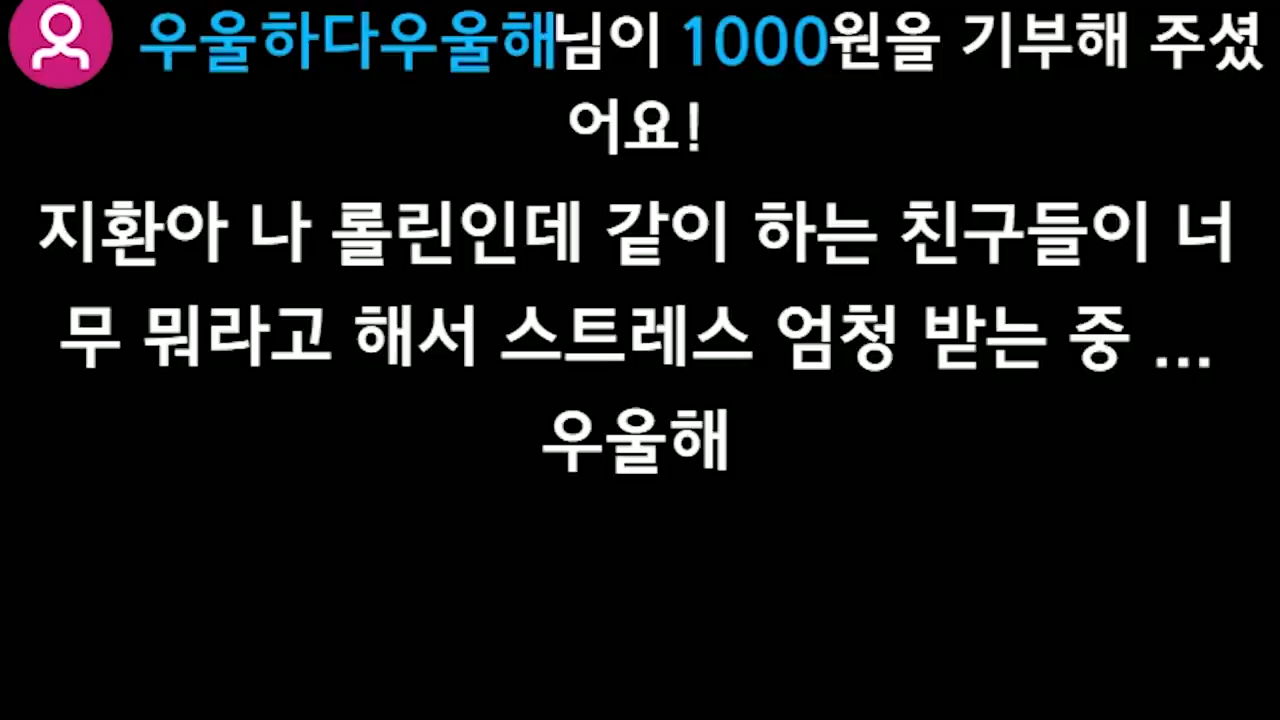 우울하다우울해님이 1000원을 기부해 주셨
어요!
지환아 나 롤린인데 같이 하는 친구들이 너
무 뭐라고 해서 스트레스 엄청 받는 중 ...
우울해